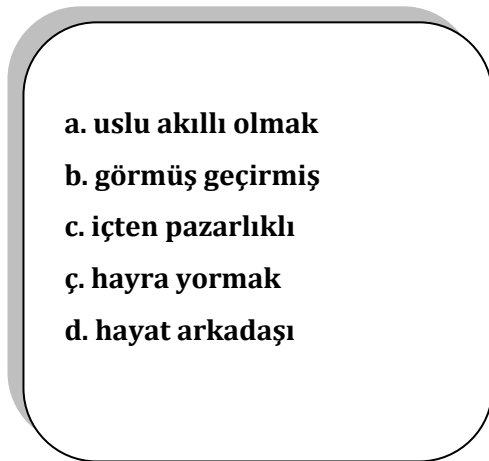 a. uslu akıllı olmak
b. görmüş geçirmiş
c. içten pazarlıklı
ç. hayra yormak
d. hayat arkadaşı